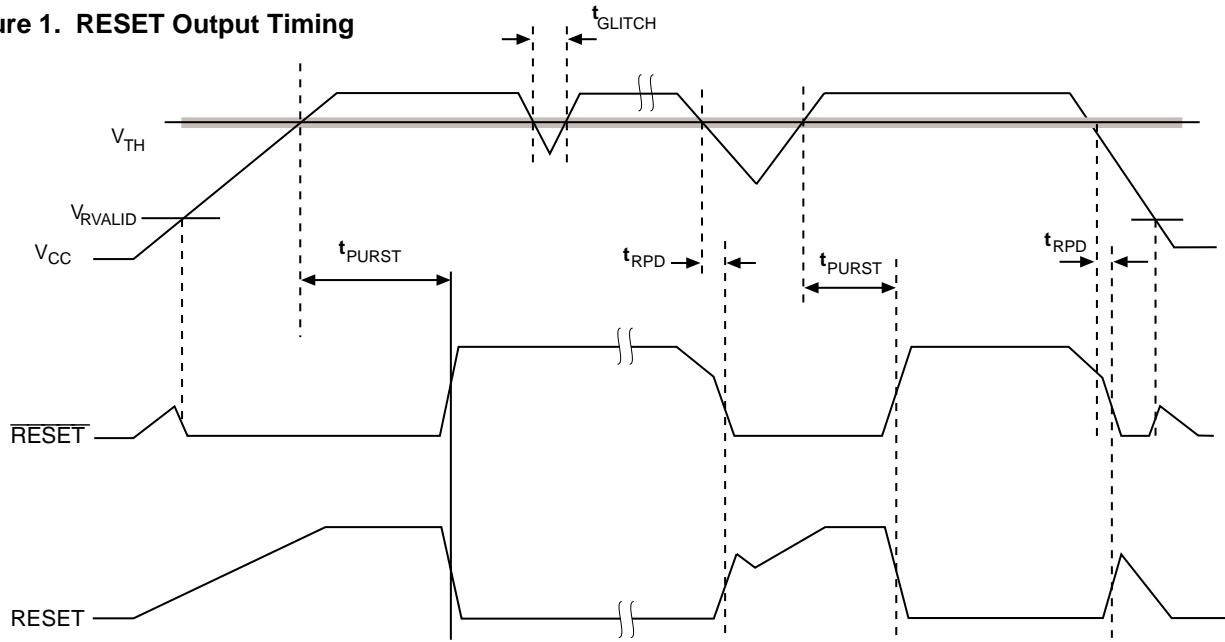 ure 1. RESET Output Timing
tGLITCH
VTH
VRVALID
VCC
tPURST
tRPD
tPURST
tRPD
RESET
RESET